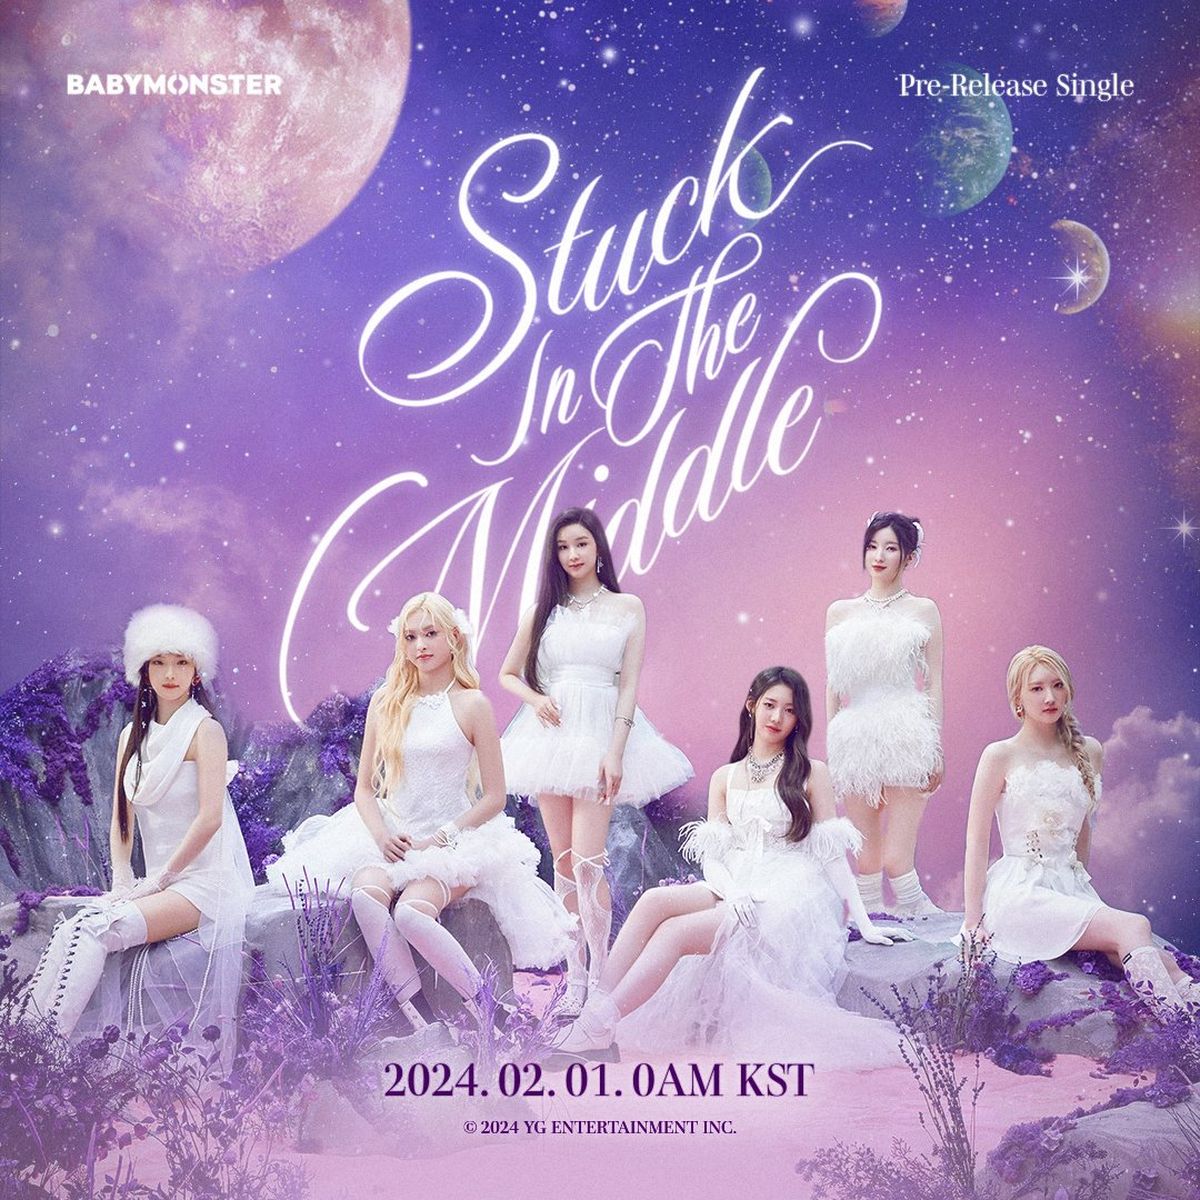 BABYMONSTER
Pre-Release Single
Stuck
In The
Middle
2024. 02. 01. 0AM KST
© 2024 YG ENTERTAINMENT INC.